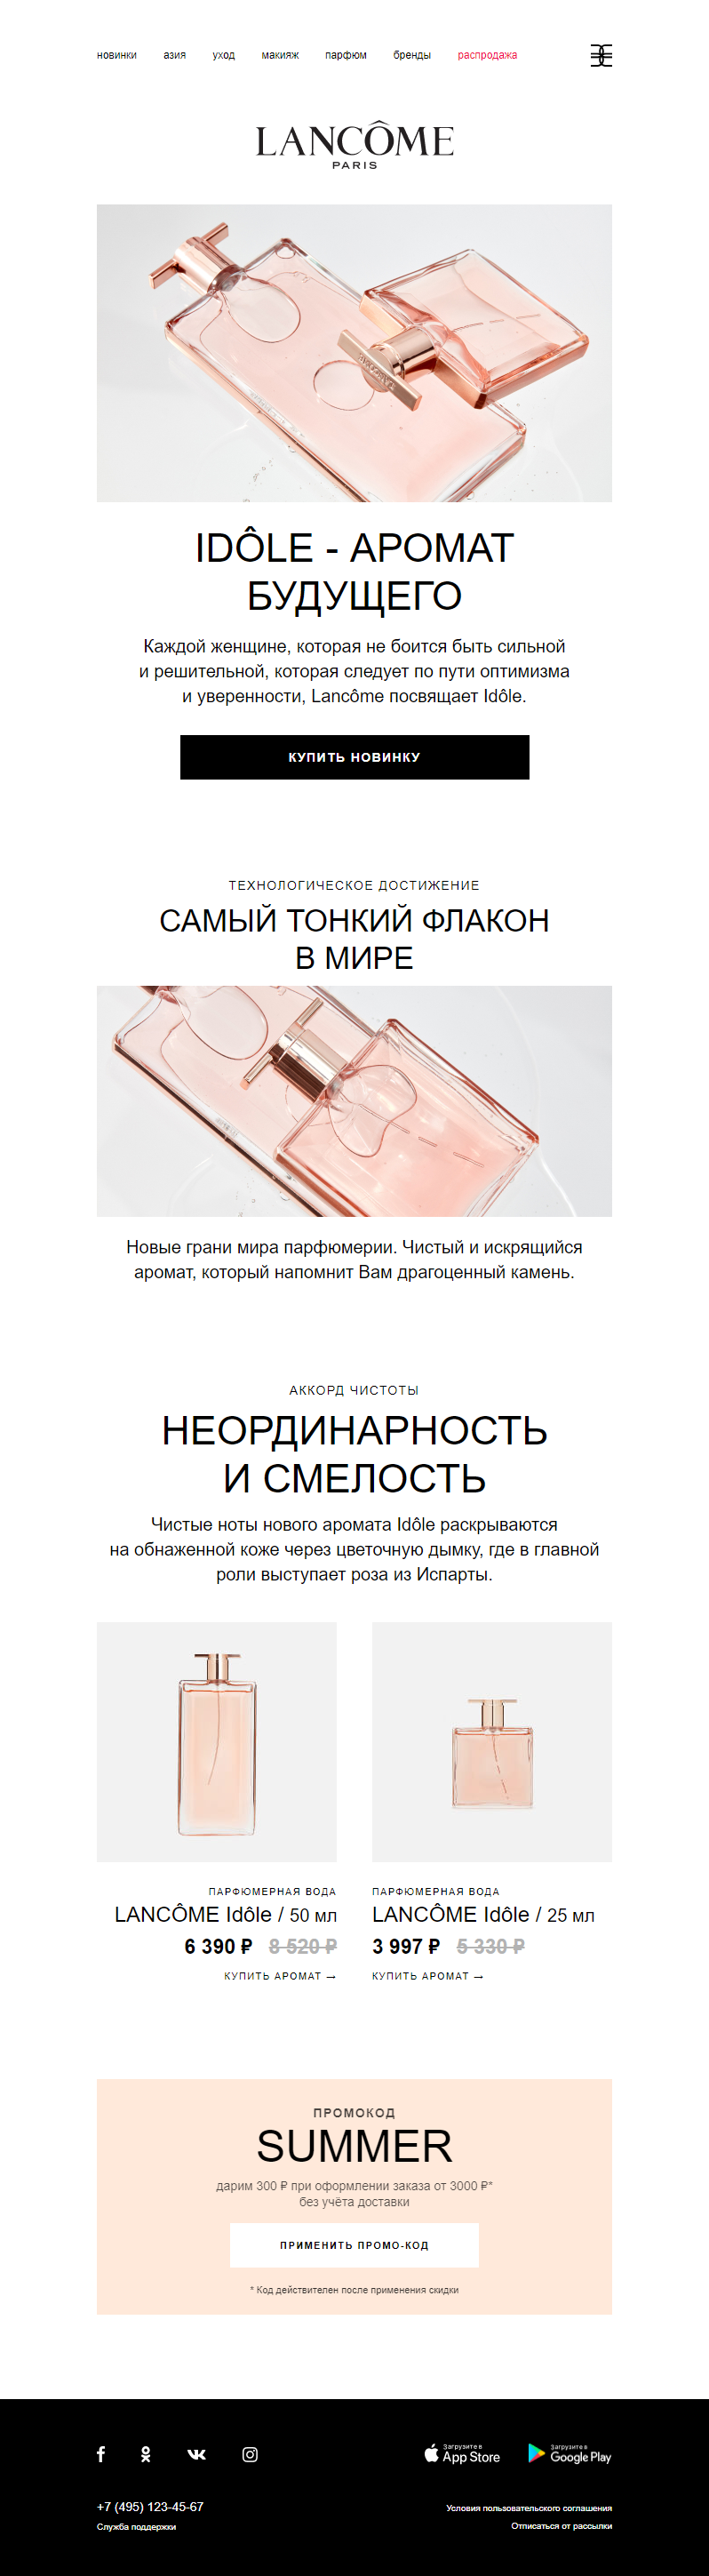 новинки азия уход макияж парфюм бренды распродажа
LANCÔME
PARIS
IDÔLE - АРОМАТ
БУДУЩЕГО
Каждой женщине, которая не боится быть сильной
и решительной, которая следует по пути оптимизма
и уверенности, Lancôme посвящает Idôle.
КУПИТЬ НОВИНКУ
ТЕХНОЛОГИЧЕСКОЕ ДОСТИЖЕНИЕ
САМЫЙ ТОНКИЙ ФЛАКОН
В МИРЕ
Новые грани мира парфюмерии. Чистый и искрящийся
аромат, который напомнит Вам драгоценный камень.
АККОРД ЧИСТОТЫ
НЕОРДИНАРНОСТЬ
И СМЕЛОСТЬ
Чистые ноты нового аромата Idôle раскрываются
на обнаженной коже через цветочную дымку, где в главной
роли выступает роза из Испарты.
ПАРФЮМЕРНАЯ ВОДА
LANCÔME Idôle / 50 мл
6 390 ₽ 8 520 ₽
КУПИТЬ АРОМАТ →
ПАРФЮМЕРНАЯ ВОДА
LANCÔME Idôle / 25 мл
3 997 ₽ 5 330 ₽
КУПИТЬ АРОМАТ →
ПРОМОКОД
SUMMER
дарим 300 ₽ при оформлении заказа от 3000 ₽*
без учёта доставки
ПРИМЕНИТЬ ПРОМО-КОД
* Код действителен после применения скидки
Загрузите в
App Store
Загрузите в
Google Play
+7 (495) 123-45-67
Служба поддержки
Условия пользовательского соглашения
Отписаться от рассылки